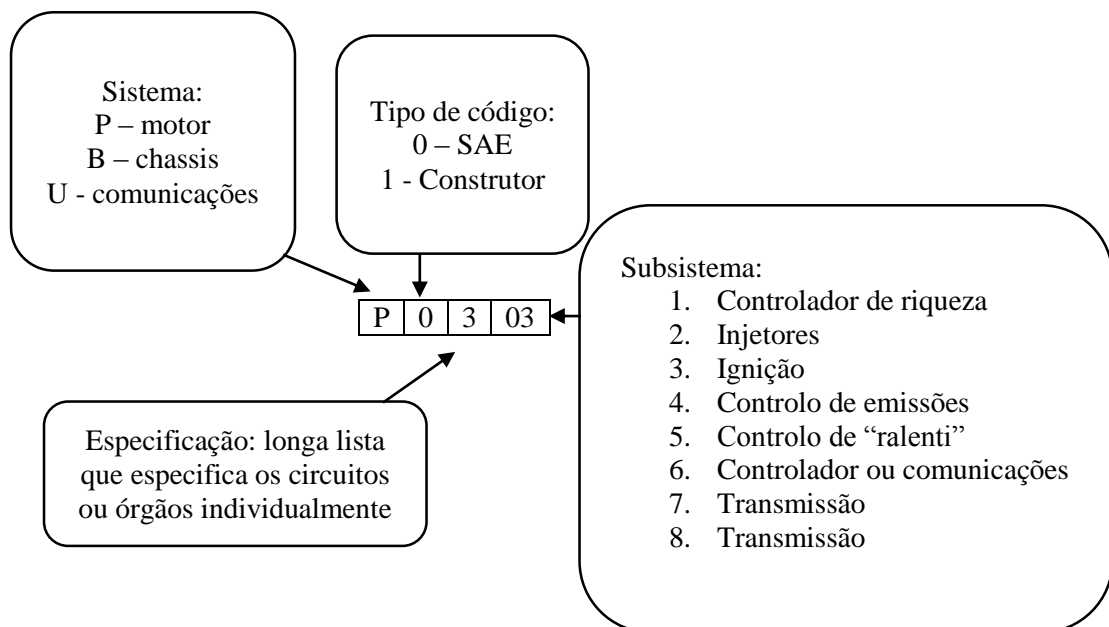 Sistema:
P – motor
B – chassis
U - comunicações
Tipo de código:
0 – SAE
1 - Construtor
P 0 3 03
Especificação: longa lista
que especifica os circuitos
ou órgãos individualmente
Subsistema:
1. Controlador de riqueza
2. Injetores
3. Ignição
4. Controlo de emissões
5. Controlo de “ralenti”
6. Controlador ou comunicações
7. Transmissão
8. Transmissão